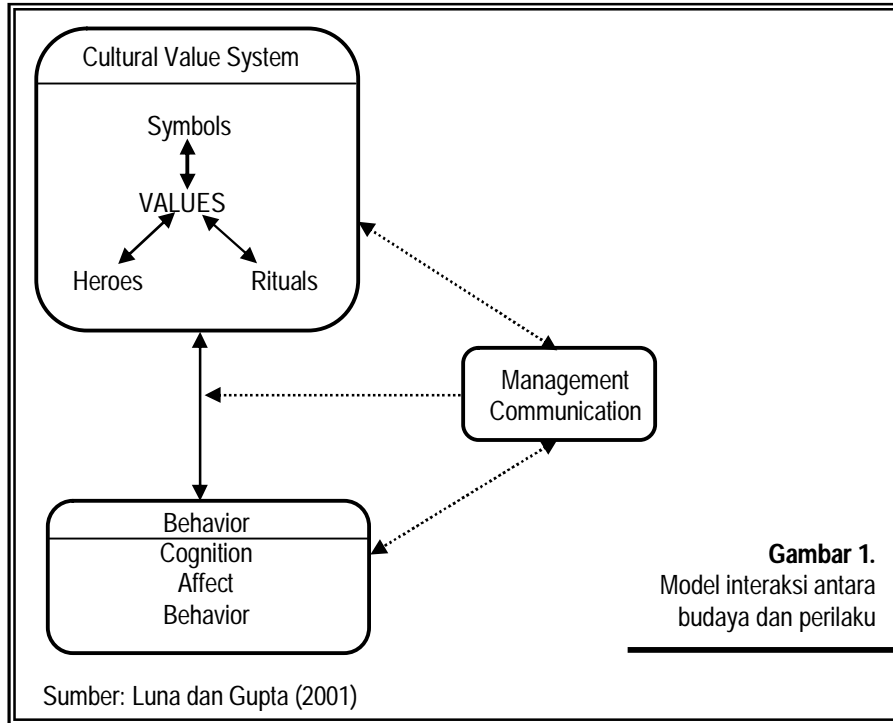 Cultural Value System
Symbols
VALUES
Heroes Rituals
Management
Communication
Behavior
Cognition
Affect
Behavior
Gambar 1.
Model interaksi antara
budaya dan perilaku
Sumber: Luna dan Gupta (2001)